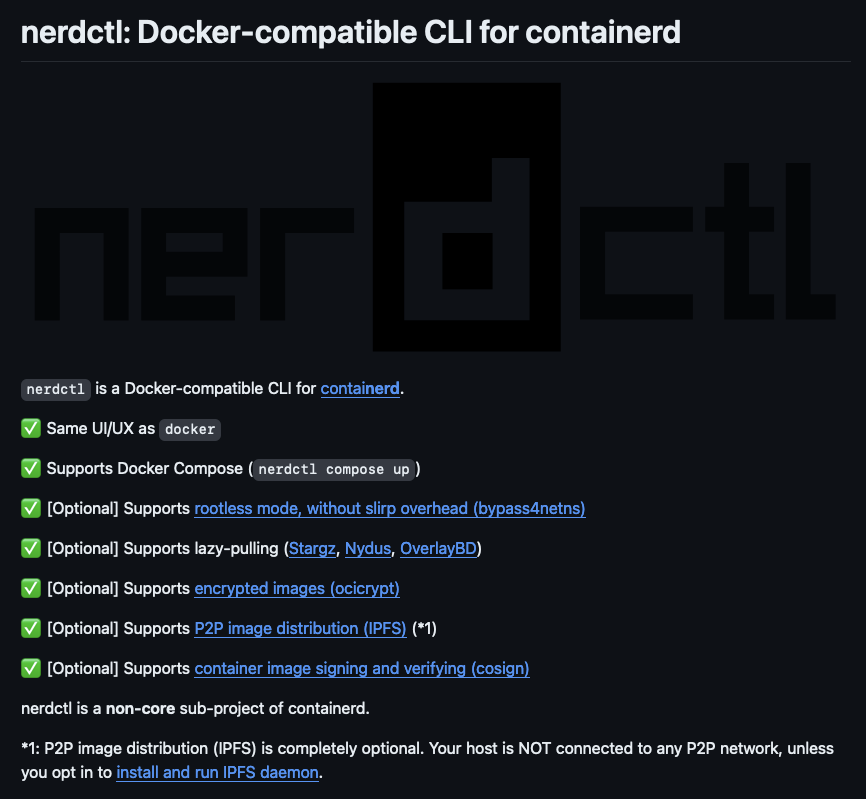 nerdctl: Docker-compatible CLI for containerd
nerdctl
nerdctl is a Docker-compatible CLI for containerd.
✅ Same UI/UX as docker
✅ Supports Docker Compose (nerdctl compose up)
✅ [Optional] Supports rootless mode, without slirp overhead (bypass4netns)
✅ [Optional] Supports lazy-pulling (Stargz, Nydus, OverlayBD)
✅ [Optional] Supports encrypted images (ocicrypt)
✅ [Optional] Supports P2P image distribution (IPFS) (*1)
✅ [Optional] Supports container image signing and verifying (cosign)
nerdctl is a non-core sub-project of containerd.
*1: P2P image distribution (IPFS) is completely optional. Your host is NOT connected to any P2P network, unless
you opt in to install and run IPFS daemon.